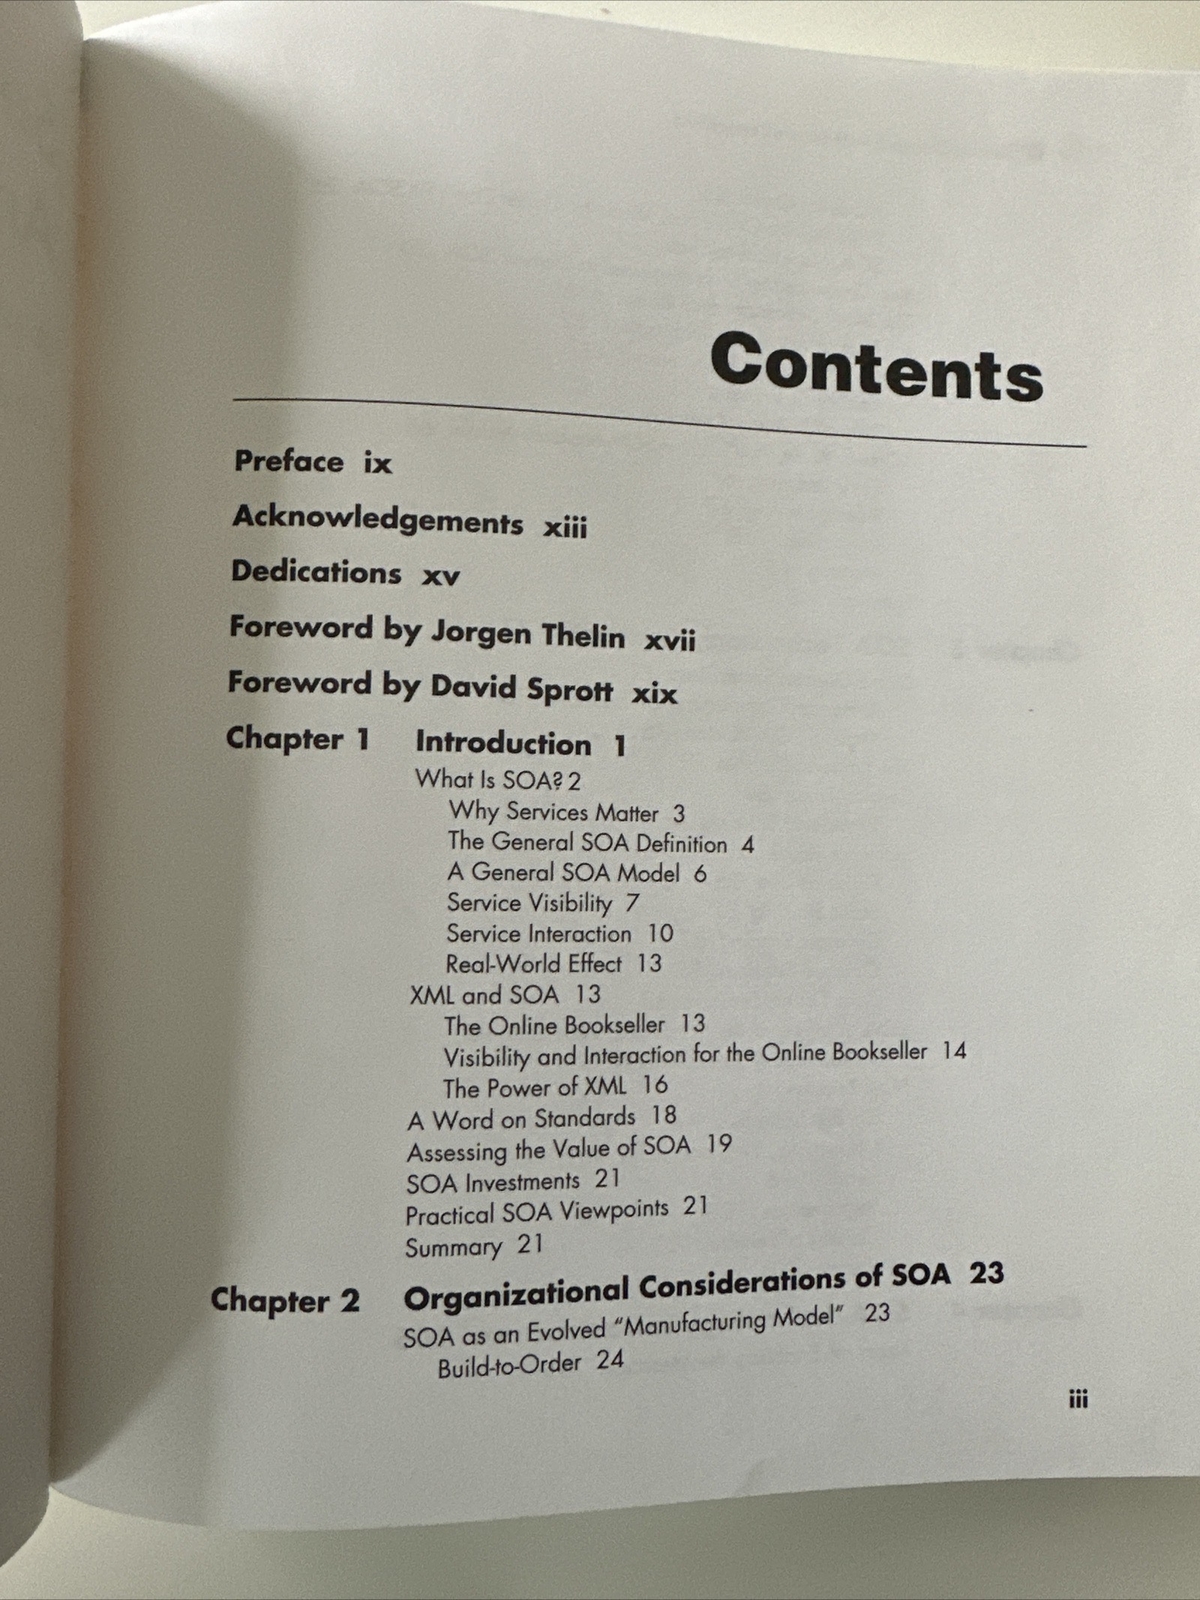 Contents
Preface ix
Acknowledgements xiii
Dedications xv
Foreword by Jorgen Thelin xvii
Foreword by David Sprott xix
Chapter 1 Introduction 1
What Is SOA? 2
Why Services Matter 3
The General SOA Definition 4
A General SOA Model 6
Service Visibility 7
Service Interaction 10
Real-World Effect 13
XML and SOA 13
The Online Bookseller 13
Visibility and Interaction for the Online Bookseller 14
The Power of XML 16
A Word on Standards 18
Assessing the Value of SOA 19
SOA Investments 21
Practical SOA Viewpoints 21
Summary 21
Chapter 2 Organizational Considerations of SOA 23
SOA as an Evolved “Manufacturing Model” 23
Build-to-Order 24
iii